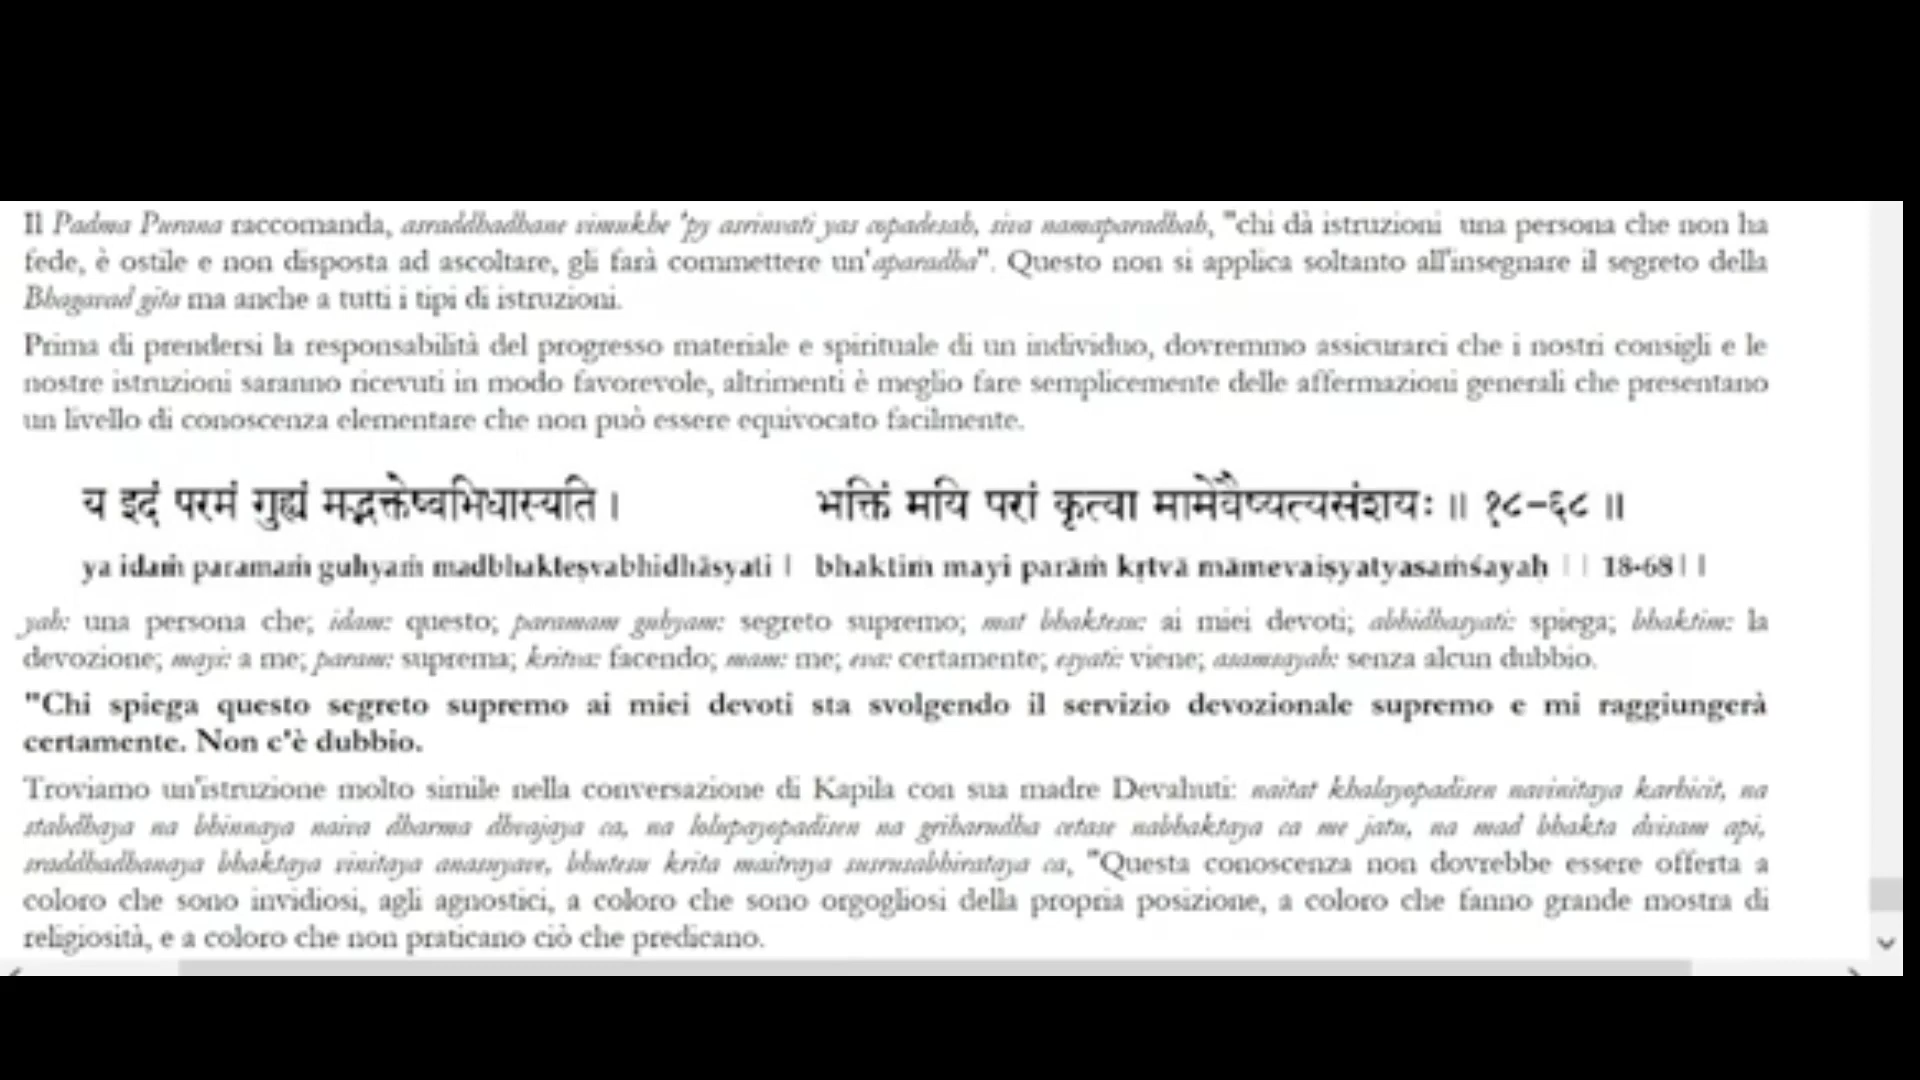 Il Padma Purana raccomanda, asraddhadhane vimukhe 'py asrinvati yas copadesah, siva namaparadhah, "chi dà istruzioni una persona che non ha
fede, è ostile e non disposta ad ascoltare, gli farà commettere un'aparadha". Questo non si applica soltanto all'insegnare il segreto della
Bhagavad gita ma anche a tutti i tipi di istruzioni.
Prima di prendersi la responsabilità del progresso materiale e spirituale di un individuo, dovremmo assicurarci che i nostri consigli e le
nostre istruzioni saranno ricevuti in modo favorevole, altrimenti è meglio fare semplicemente delle affermazioni generali che presentano
un livello di conoscenza elementare che non può essere equivocato facilmente.
य इदं परमं गुह्यं मद्भक्तेष्वभिधास्यति । भक्तिं मयि परां कृत्वा मामेवैष्यत्यसंशयः ॥ १८-६८ ॥
ya idaṁ paramaṁ guhyaṁ madbhakteṣvabhidhāsyati | bhaktiṁ mayi parāṁ kṛtvā māmevaiṣyatyasaṁśayaḥ || 18-68||
yah: una persona che; idam: questo; paramam guhyam: segreto supremo; mat bhaktesu: ai miei devoti; abhidhasyati: spiega; bhaktim: la
devozione; mayi: a me; param: suprema; kritva: facendo; mam: me; eva: certamente; esyati: viene; asamsayah: senza alcun dubbio.
"Chi spiega questo segreto supremo ai miei devoti sta svolgendo il servizio devozionale supremo e mi raggiungerà
certamente. Non c'è dubbio.
Troviamo un'istruzione molto simile nella conversazione di Kapila con sua madre Devahuti: naitat khalayopadisen navinitaya karhicit, na
stabdhaya na bhinnaya naiva dharma dhvajaya ca, na lolupayopadisen na griharudha cetase nabhaktaya ca me jatu, na mad bhakta dvisam api,
sraddhadhanaya bhaktaya vinitaya anasuyave, bhutesu krita maitraya susrusabhirataya ca, "Questa conoscenza non dovrebbe essere offerta a
coloro che sono invidiosi, agli agnostici, a coloro che sono orgogliosi della propria posizione, a coloro che fanno grande mostra di
religiosità, e a coloro che non praticano ciò che predicano.